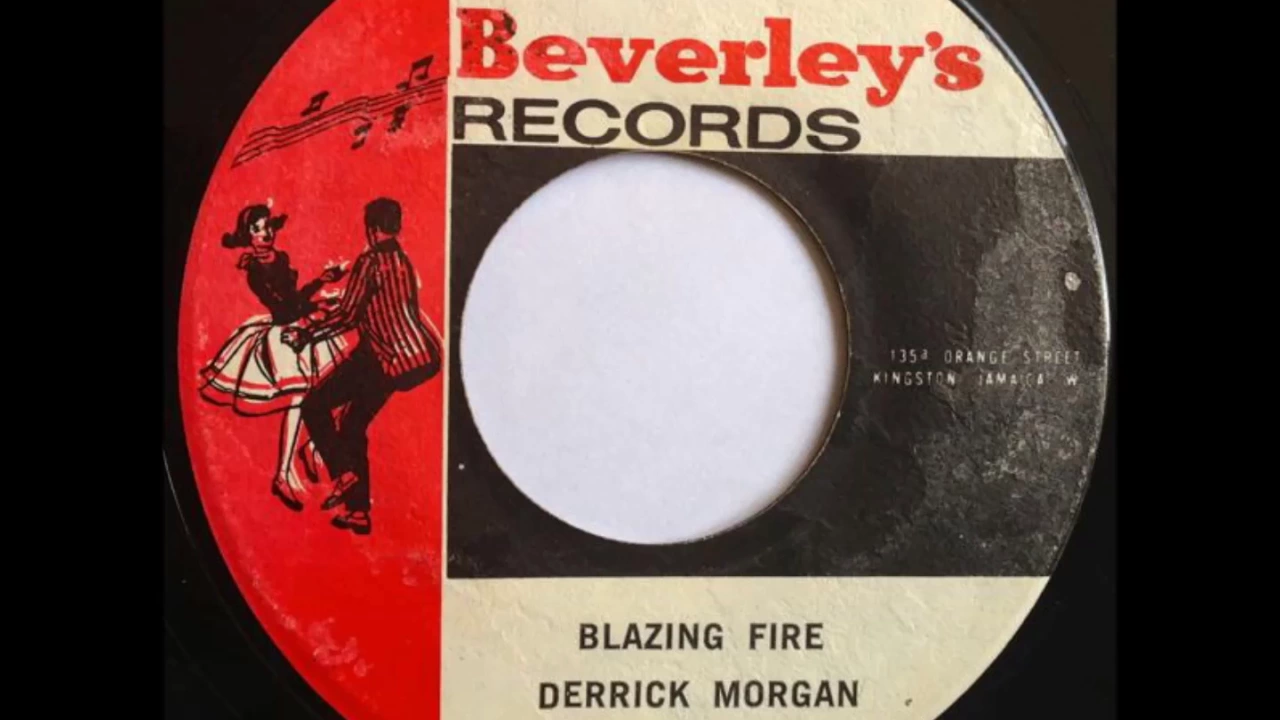 Beverley's
RECORDS
135a ORANGE STREET
KINGSTON JAMAICA W
BLAZING FIRE
DERRICK MORGAN